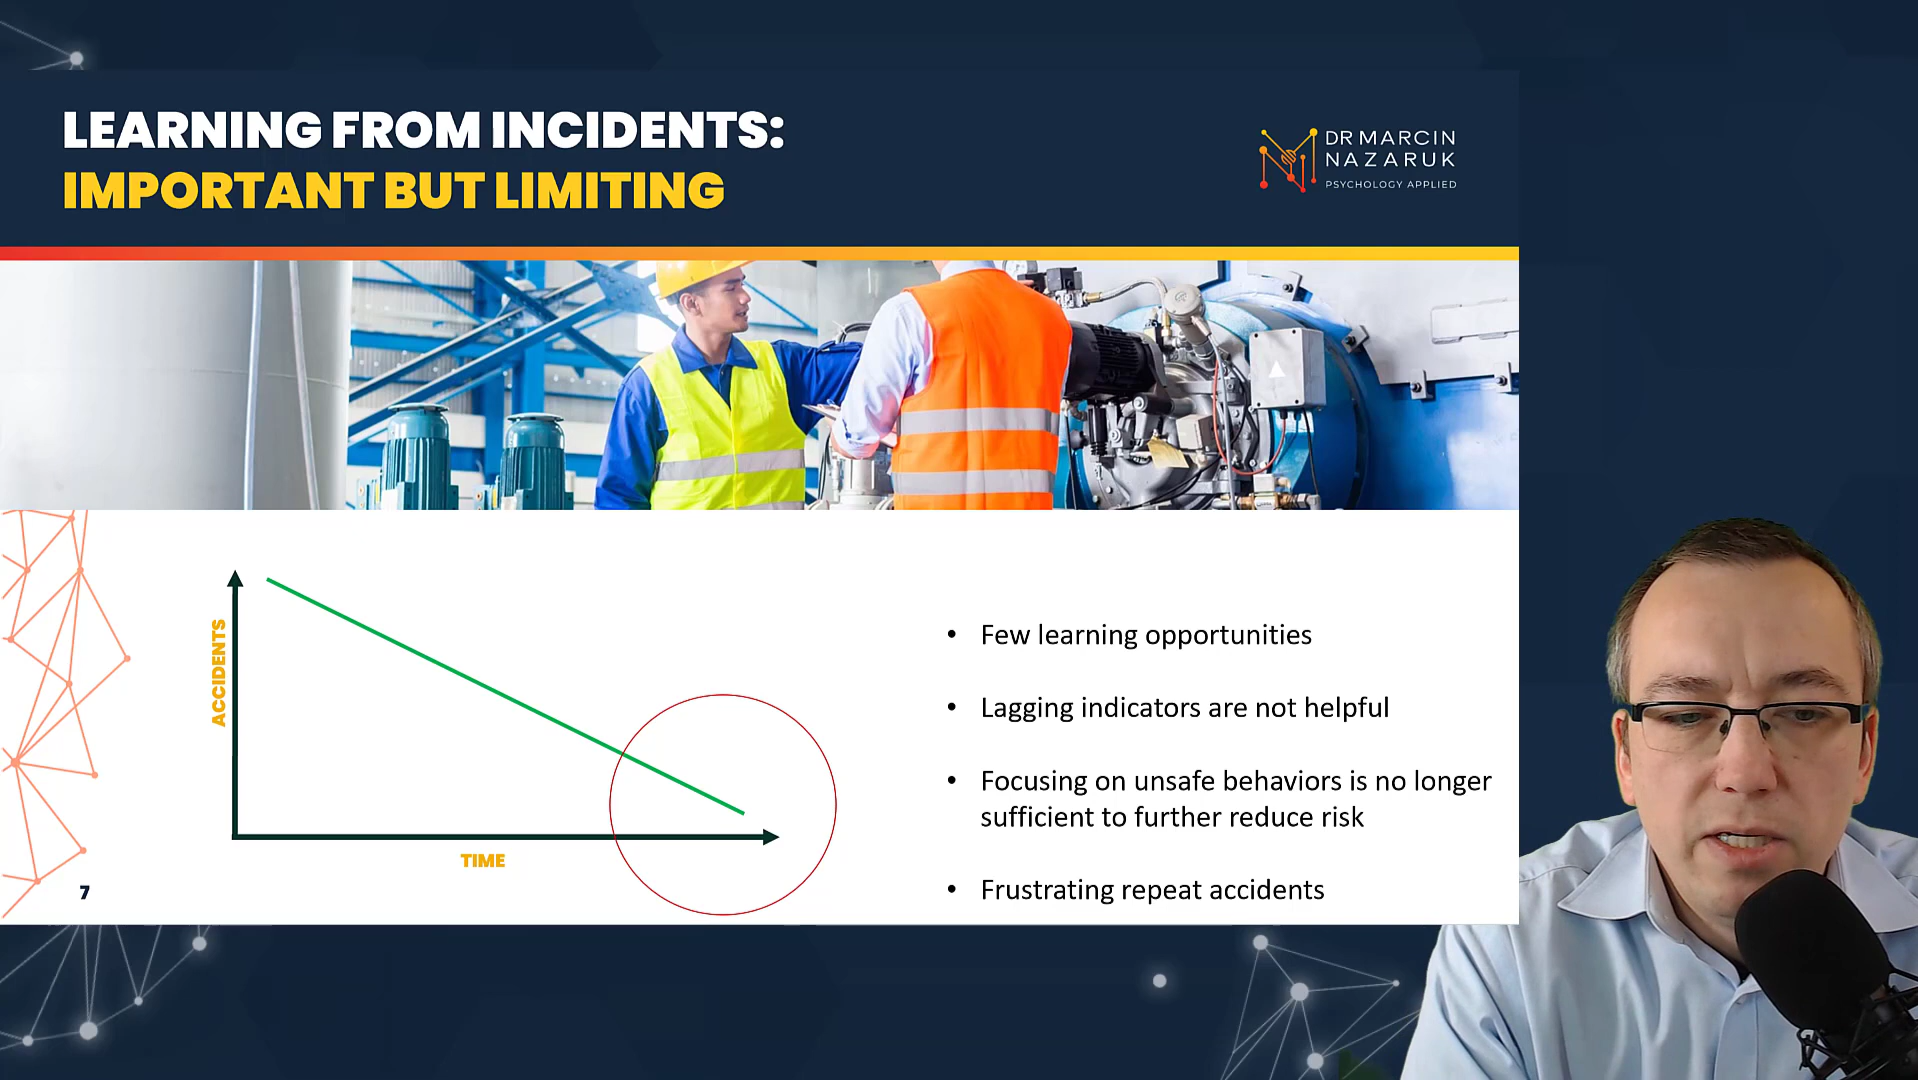 LEARNING FROM INCIDENTS:
IMPORTANT BUT LIMITING
DR MARCIN
NAZARUK
PSYCHOLOGY APPLIED
ACCIDENTS
TIME
• Few learning opportunities
• Lagging indicators are not helpful
• Focusing on unsafe behaviors is no longer
sufficient to further reduce risk
• Frustrating repeat accidents
7